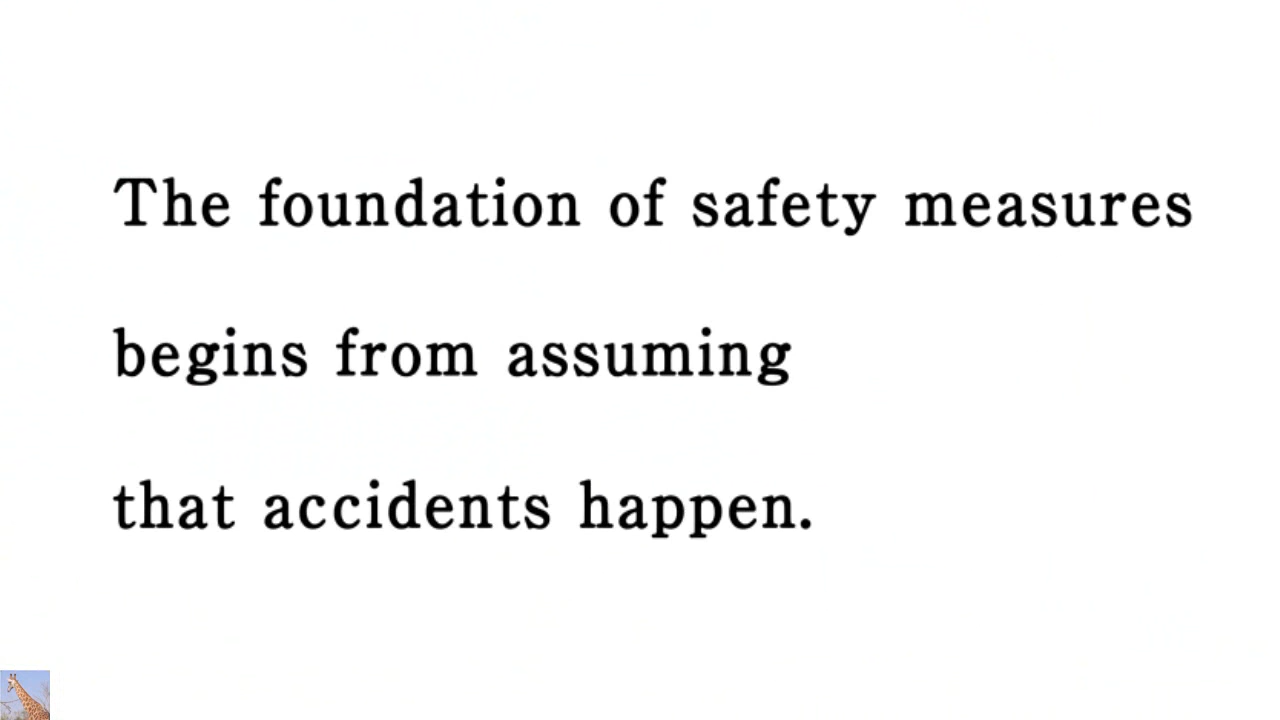 The foundation of safety measures
begins from assuming
that accidents happen.